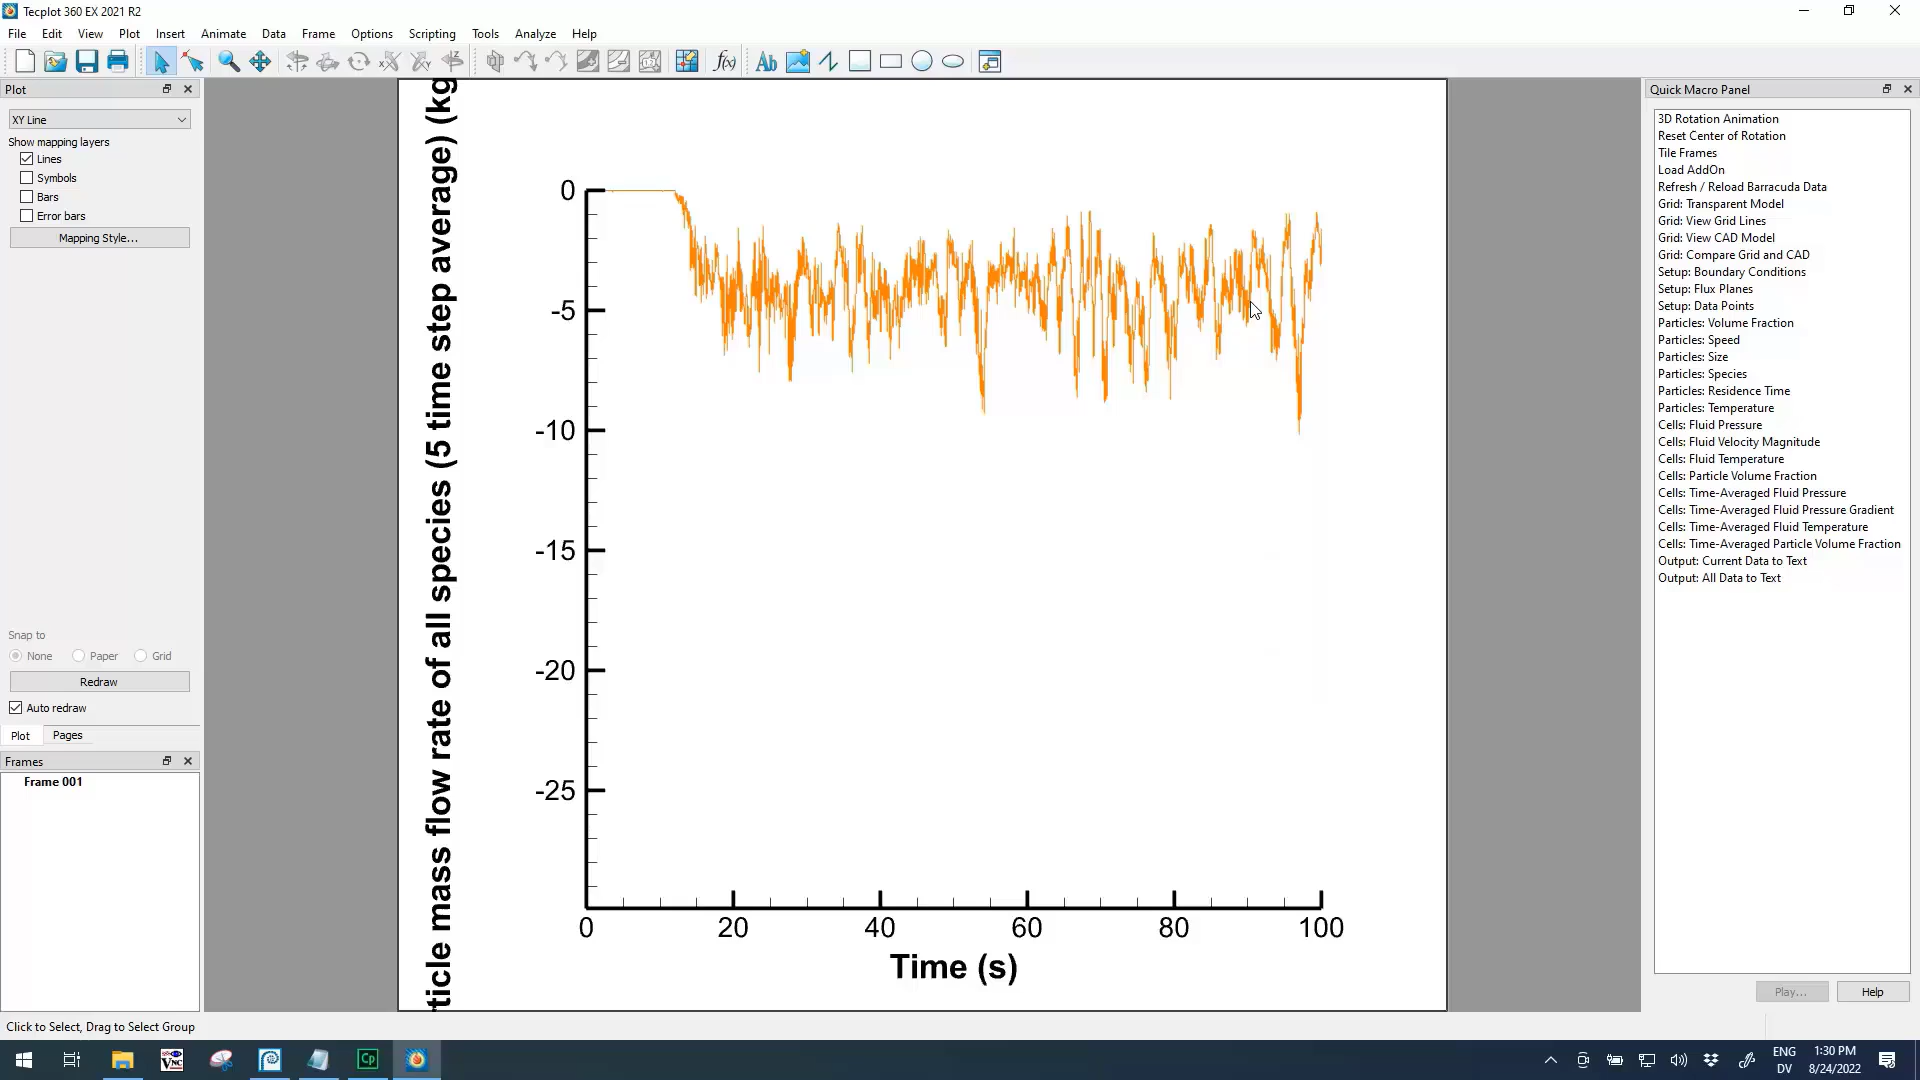 Tecplot 360 EX 2021 R2
File Edit View Plot Insert Animate Data Frame Options Scripting Tools Analyze Help
Plot
XY Line
Show mapping layers
Lines
Symbols
Bars
Error bars
Mapping Style...
Snap to
None Paper Grid
Redraw
Auto redraw
Plot Pages
Frames
Frame 001
ticle mass flow rate of all species (5 time step average) (kg
0
-5
-10
-15
-20
-25
0 20 40 60 80 100
Time (s)
Quick Macro Panel
3D Rotation Animation
Reset Center of Rotation
Tile Frames
Load AddOn
Refresh / Reload Barracuda Data
Grid: Transparent Model
Grid: View Grid Lines
Grid: View CAD Model
Grid: Compare Grid and CAD
Setup: Boundary Conditions
Setup: Flux Planes
Setup: Data Points
Particles: Volume Fraction
Particles: Speed
Particles: Size
Particles: Species
Particles: Residence Time
Particles: Temperature
Cells: Fluid Pressure
Cells: Fluid Velocity Magnitude
Cells: Fluid Temperature
Cells: Particle Volume Fraction
Cells: Time-Averaged Fluid Pressure
Cells: Time-Averaged Fluid Pressure Gradient
Cells: Time-Averaged Fluid Temperature
Cells: Time-Averaged Particle Volume Fraction
Output: Current Data to Text
Output: All Data to Text
Play... Help
Click to Select, Drag to Select Group
ENG
DV
1:30 PM
8/24/2022